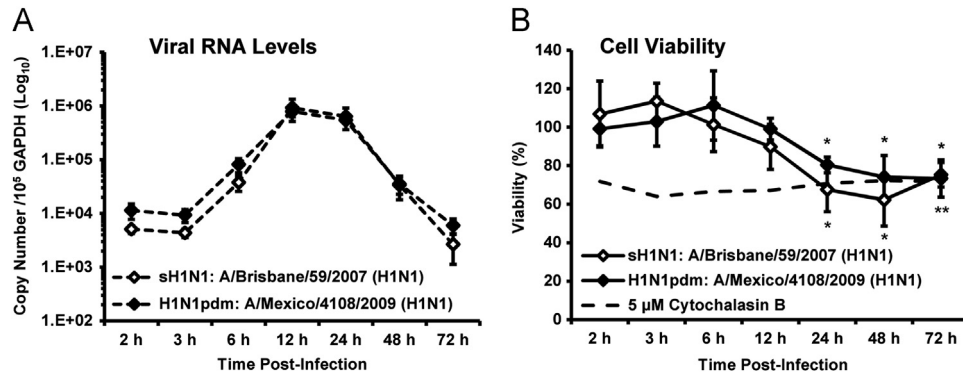 A
Viral RNA Levels
Copy Number /10⁵ GAPDH (Log₁₀)
1.E+07
1.E+06
1.E+05
1.E+04
1.E+03
1.E+02
sH1N1: A/Brisbane/59/2007 (H1N1)
H1N1pdm: A/Mexico/4108/2009 (H1N1)
2 h 3 h 6 h 12 h 24 h 48 h 72 h
Time Post-Infection
B
Cell Viability
Viability (%)
140
120
100
80
60
40
20
0
* * *
* * **
sH1N1: A/Brisbane/59/2007 (H1N1)
H1N1pdm: A/Mexico/4108/2009 (H1N1)
5 µM Cytochalasin B
2 h 3 h 6 h 12 h 24 h 48 h 72 h
Time Post-Infection